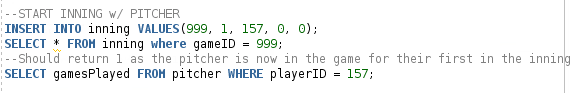 --START INNING w/ PITCHER
INSERT INTO inning VALUES(999, 1, 157, 0, 0);
SELECT * FROM inning where gameID = 999;
--Should return 1 as the pitcher is now in the game for their first in the inning
SELECT gamesPlayed FROM pitcher WHERE playerID = 157;